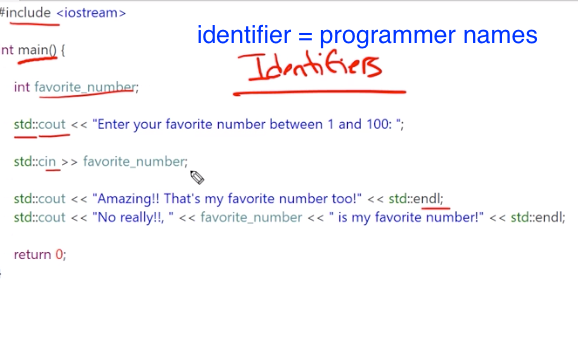 #include <iostream>
identifier = programmer names
nt main() {
Identifiers
int favorite_number;
std::cout << "Enter your favorite number between 1 and 100: ";
std::cin >> favorite_number;
std::cout << "Amazing!! That's my favorite number too!" << std::endl;
std::cout << "No really!!, " << favorite_number << " is my favorite number!" << std::endl;
return 0;